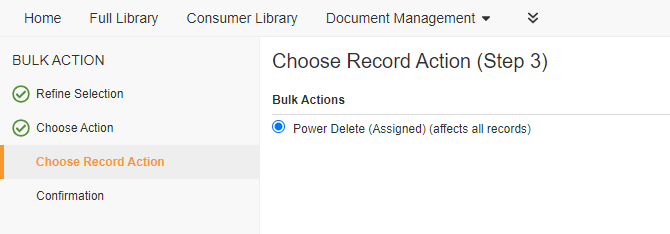 Home Full Library Consumer Library Document Management
BULK ACTION
Refine Selection
Choose Action
Choose Record Action
Confirmation
Choose Record Action (Step 3)
Bulk Actions
Power Delete (Assigned) (affects all records)